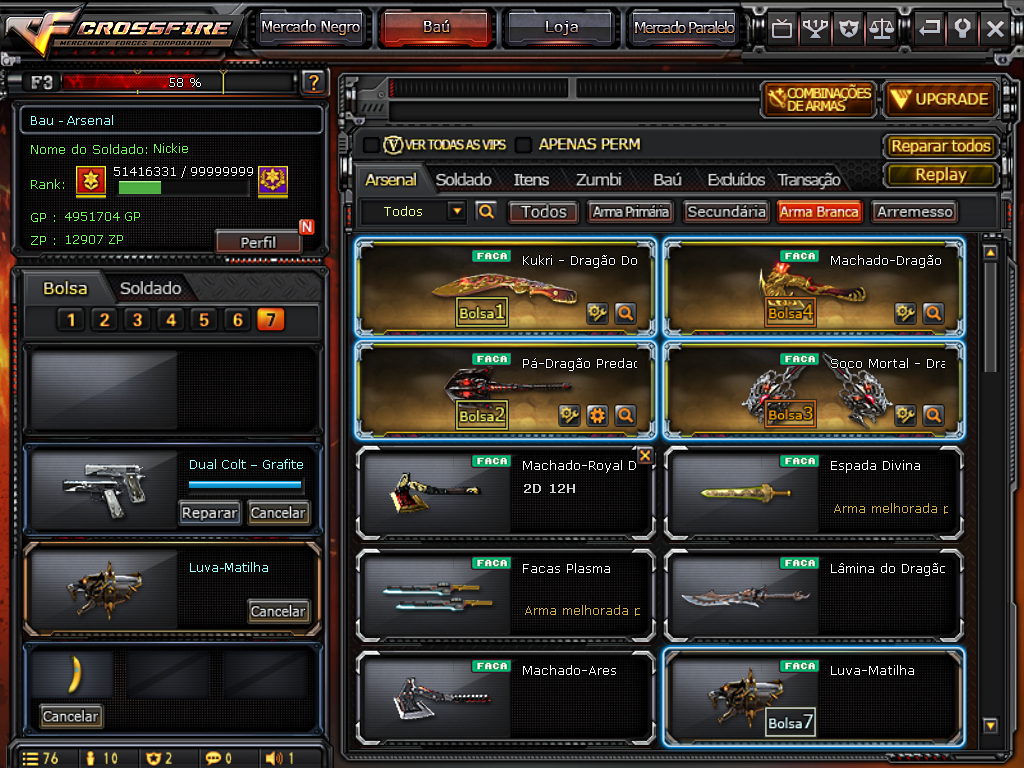 CROSSFIRE
MERCENARY FORCES CORPORATION
Mercado Negro
Baú
Loja
Mercado Paralelo
F3
58 %
?
Bau - Arsenal
Nome do Soldado: Nickie
Rank:
51416331 / 99999999
GP : 4951704 GP
ZP : 12907 ZP
N
Perfil
Bolsa
Soldado
1 2 3 4 5 6 7
Dual Colt – Grafite
Reparar
Cancelar
Luva-Matilha
Cancelar
Cancelar
76
10
2
0
1
COMBINAÇÕES
DE ARMAS
UPGRADE
V VER TODAS AS VIPS
APENAS PERM
Reparar todos
Replay
Arsenal
Soldado
Itens
Zumbi
Baú
Excluídos
Transação
Todos
Todos
Arma Primária
Secundária
Arma Branca
Arremesso
FACA
Kukri - Dragão Do
Bolsa1
FACA
Machado-Dragão
Bolsa4
FACA
Pá-Dragão Predac
Bolsa2
FACA
Soco Mortal - Dra
Bolsa3
FACA
Machado-Royal D
2D 12H
FACA
Espada Divina
Arma melhorada p
FACA
Facas Plasma
Arma melhorada p
FACA
Lâmina do Dragãc
FACA
Machado-Ares
FACA
Luva-Matilha
Bolsa7